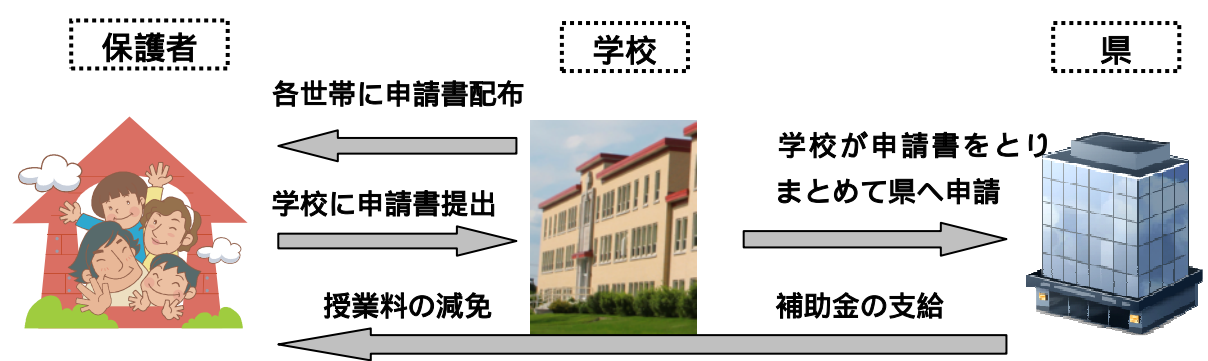 保護者
学校
県
各世帯に申請書配布
学校が申請書をとり
まとめて県へ申請
学校に申請書提出
授業料の減免
補助金の支給